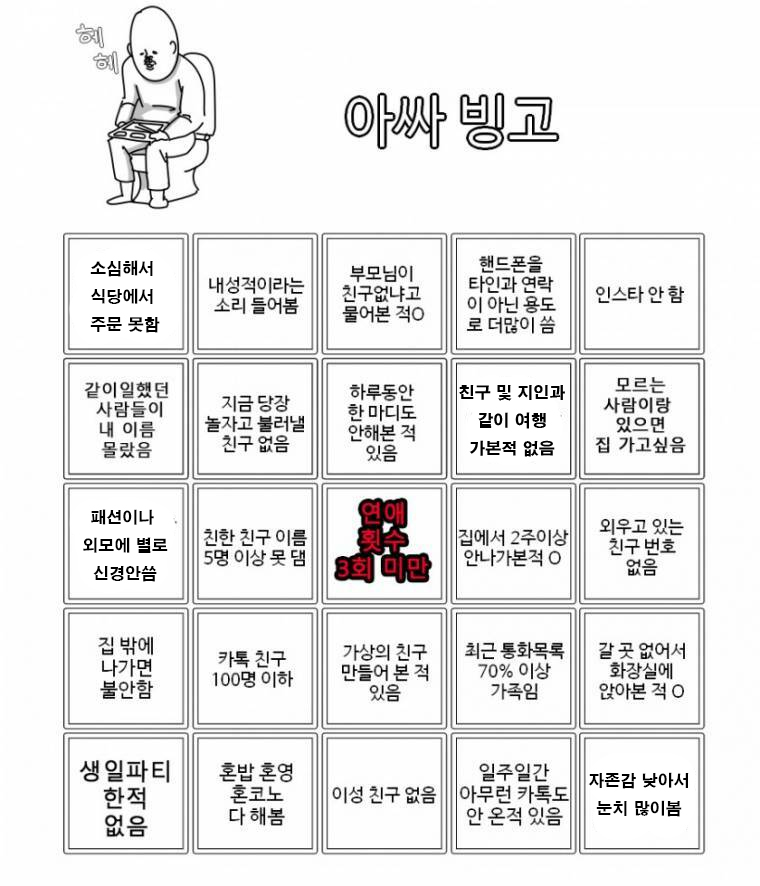 헤
헤
아싸 빙고
소심해서
식당에서
주문 못함
내성적이라는
소리 들어봄
부모님이
친구없냐고
물어본 적O
핸드폰을
타인과 연락
이 아닌 용도
로 더많이 씀
인스타 안 함
같이일했던
사람들이
내 이름
몰랐음
지금 당장
놀자고 불러낼
친구 없음
하루동안
한 마디도
안해본 적
있음
친구 및 지인과
같이 여행
가본적 없음
모르는
사람이랑
있으면
집 가고싶음
패션이나
외모에 별로
신경안씀
친한 친구 이름
5명 이상 못 댐
연애
횟수
3회 미만
집에서 2주이상
안나가본적 O
외우고 있는
친구 번호
없음
집 밖에
나가면
불안함
카톡 친구
100명 이하
가상의 친구
만들어 본 적
있음
최근 통화목록
70% 이상
가족임
갈 곳 없어서
화장실에
앉아본 적 O
생일파티
한적
없음
혼밥 혼영
혼코노
다 해봄
이성 친구 없음
일주일간
아무런 카톡도
안 온적 있음
자존감 낮아서
눈치 많이봄